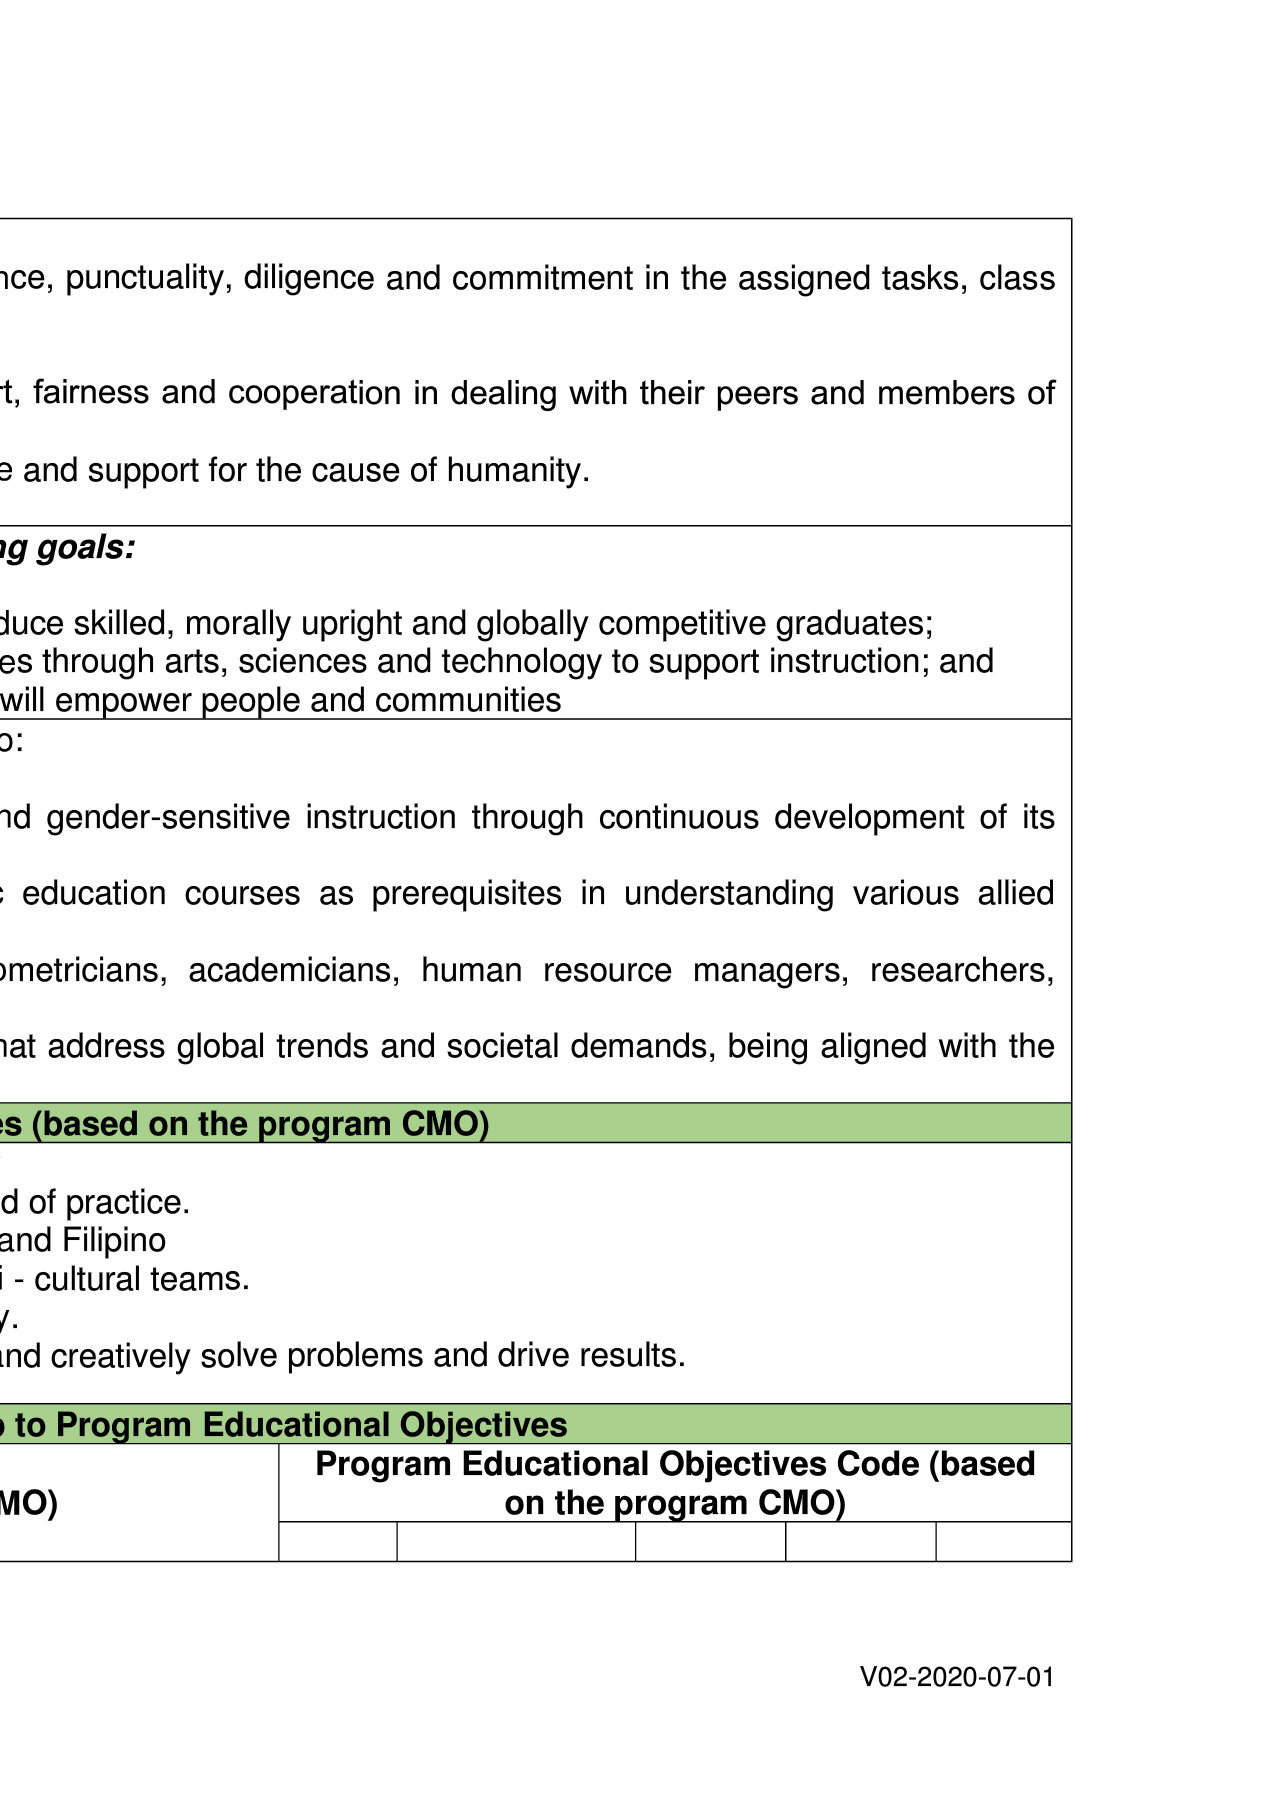 nce, punctuality, diligence and commitment in the assigned tasks, class
rt, fairness and cooperation in dealing with their peers and members of
e and support for the cause of humanity.
ng goals:
duce skilled, morally upright and globally competitive graduates;
es through arts, sciences and technology to support instruction; and
will empower people and communities
o:
nd gender-sensitive instruction through continuous development of its
c education courses as prerequisites in understanding various allied
ometricians, academicians, human resource managers, researchers,
hat address global trends and societal demands, being aligned with the
es (based on the program CMO)
d of practice.
and Filipino
i - cultural teams.
y.
and creatively solve problems and drive results.
p to Program Educational Objectives
MO)
Program Educational Objectives Code (based
on the program CMO)
V02-2020-07-01